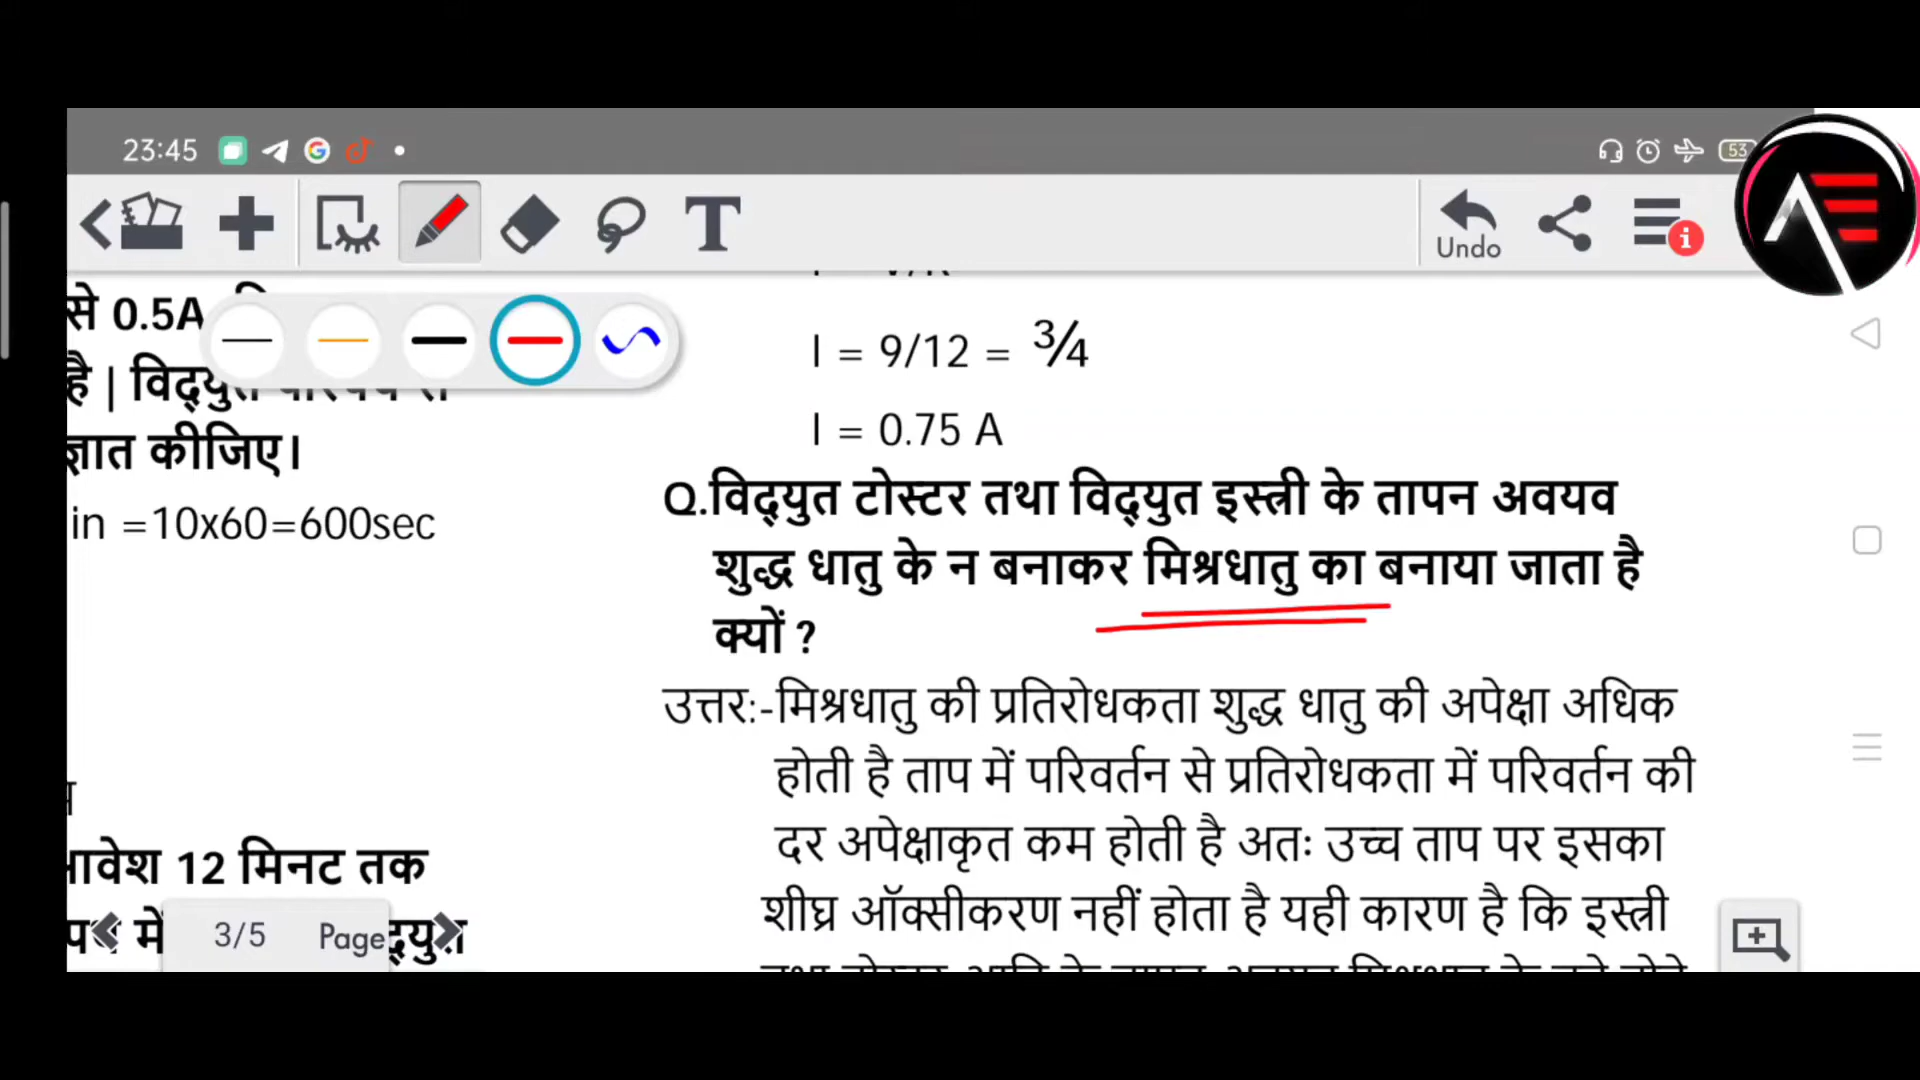 23:45
53
Undo
से 0.5A
है | विद्युत
ज्ञात कीजिए।
in =10x60=600sec
12 मिनट तक
में
3/5 Page
I = 9/12 = ¾
I = 0.75 A
Q.विद्युत टोस्टर तथा विद्युत इस्त्री के तापन अवयव
शुद्ध धातु के न बनाकर मिश्रधातु का बनाया जाता है
क्यों ?
उत्तर:-मिश्रधातु की प्रतिरोधकता शुद्ध धातु की अपेक्षा अधिक
होती है ताप में परिवर्तन से प्रतिरोधकता में परिवर्तन की
दर अपेक्षाकृत कम होती है अतः उच्च ताप पर इसका
शीघ्र ऑक्सीकरण नहीं होता है यही कारण है कि इस्त्री